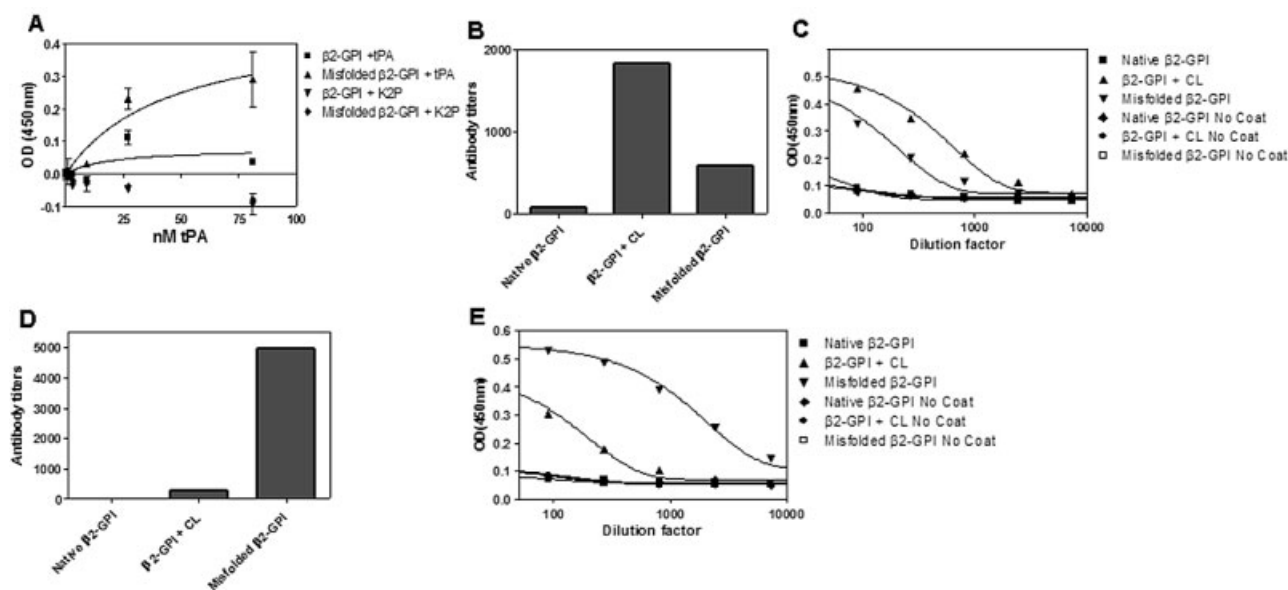 A
OD (450 nm)
0.4
0.3
0.2
0.1
0.0
-0.1
25
50
75
100
nM tPA
β2-GPI +tPA
Misfolded β2-GPI + tPA
β2-GPI + K2P
Misfolded β2-GPI + K2P
B
Antibody titers
2000
1000
0
Native β2-GPI
β2-GPI + CL
Misfolded β2-GPI
C
OD(450nm)
0.5
0.4
0.3
0.2
0.1
0.0
100
1000
10000
Dilution factor
Native β2-GPI
β2-GPI + CL
Misfolded β2-GPI
Native β2-GPI No Coat
β2-GPI + CL No Coat
Misfolded β2-GPI No Coat
D
Antibody titers
5000
4000
3000
2000
1000
0
Native β2-GPI
β2-GPI + CL
Misfolded β2-GPI
E
OD(450nm)
0.6
0.5
0.4
0.3
0.2
0.1
0.0
100
1000
10000
Dilution factor
Native β2-GPI
β2-GPI + CL
Misfolded β2-GPI
Native β2-GPI No Coat
β2-GPI + CL No Coat
Misfolded β2-GPI No Coat